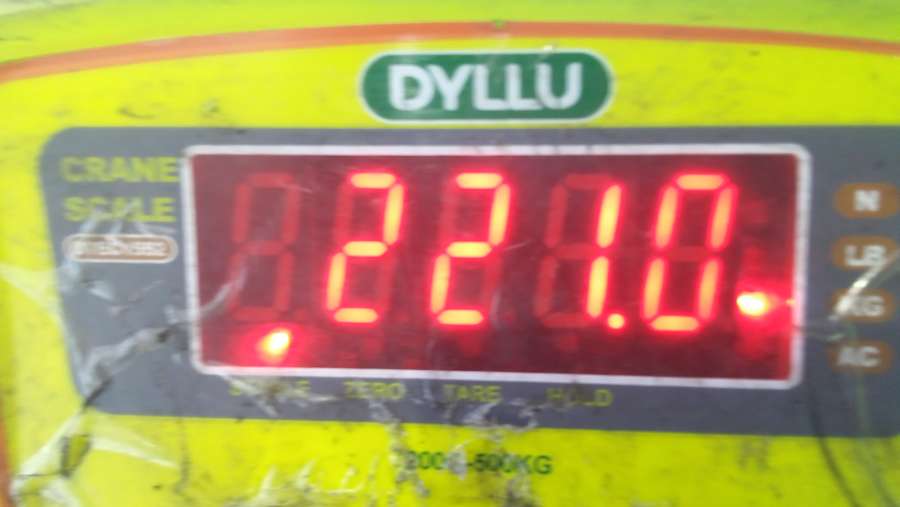 DYLLU
CRANE
SCALE
221.0
N
LB
KG
AC
ZERO TARE HOLD
-500KG